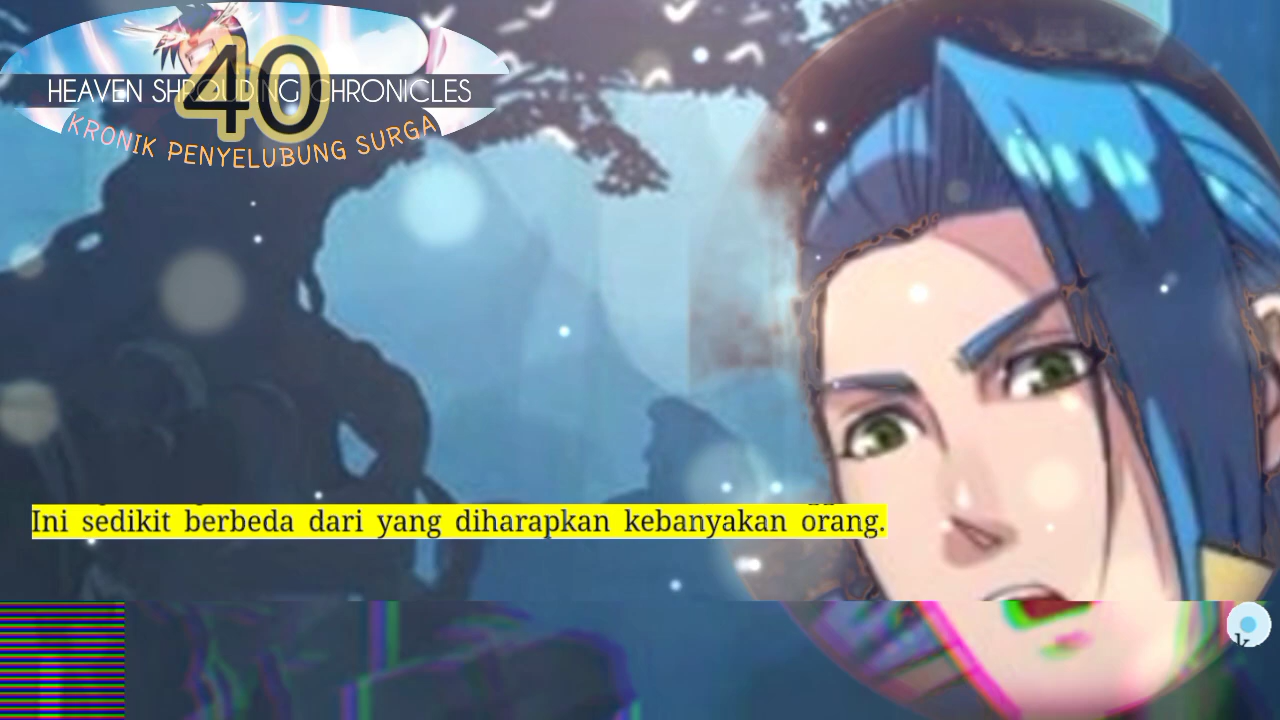 40
HEAVEN SHROUDING CHRONICLES
KRONIK PENYELUBUNG SURGA
Ini sedikit berbeda dari yang diharapkan kebanyakan orang.
k